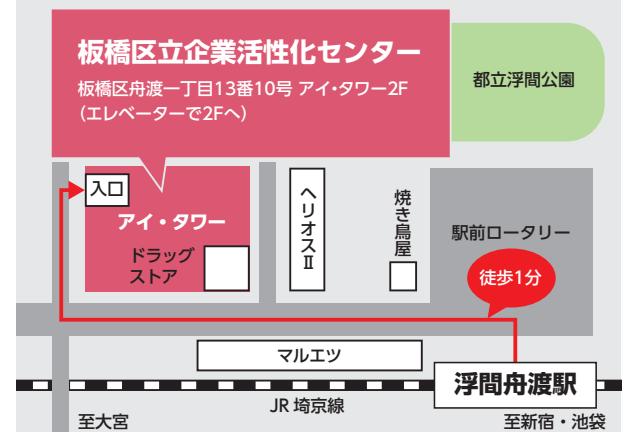 板橋区立企業活性化センター
板橋区舟渡一丁目13番10号 アイ・タワー2F
（エレベーターで2Fへ）
都立浮間公園
入口
アイ・タワー
ドラッグ
ストア
ヘリオスⅡ
焼き鳥屋
駅前ロータリー
徒歩1分
マルエツ
浮間舟渡駅
JR 埼京線
至大宮
至新宿・池袋